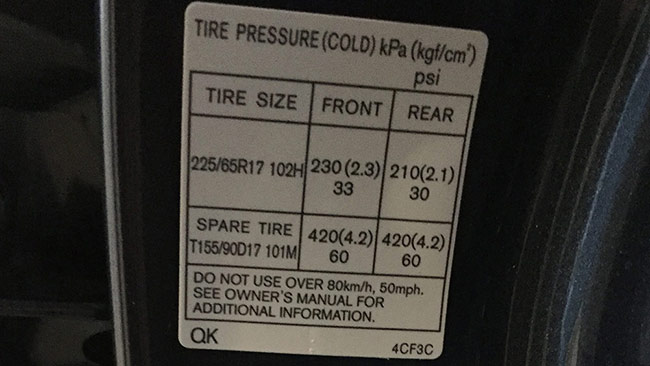 TIRE PRESSURE(COLD) kPa (kgf/cm²)
psi
TIRE SIZE FRONT REAR
225/65R17 102H 230 (2.3) 210(2.1)
33 30
SPARE TIRE 420(4.2) 420(4.2)
T155/90D17 101M 60 60
DO NOT USE OVER 80km/h, 50mph.
SEE OWNER'S MANUAL FOR
ADDITIONAL INFORMATION.
QK 4CF3C